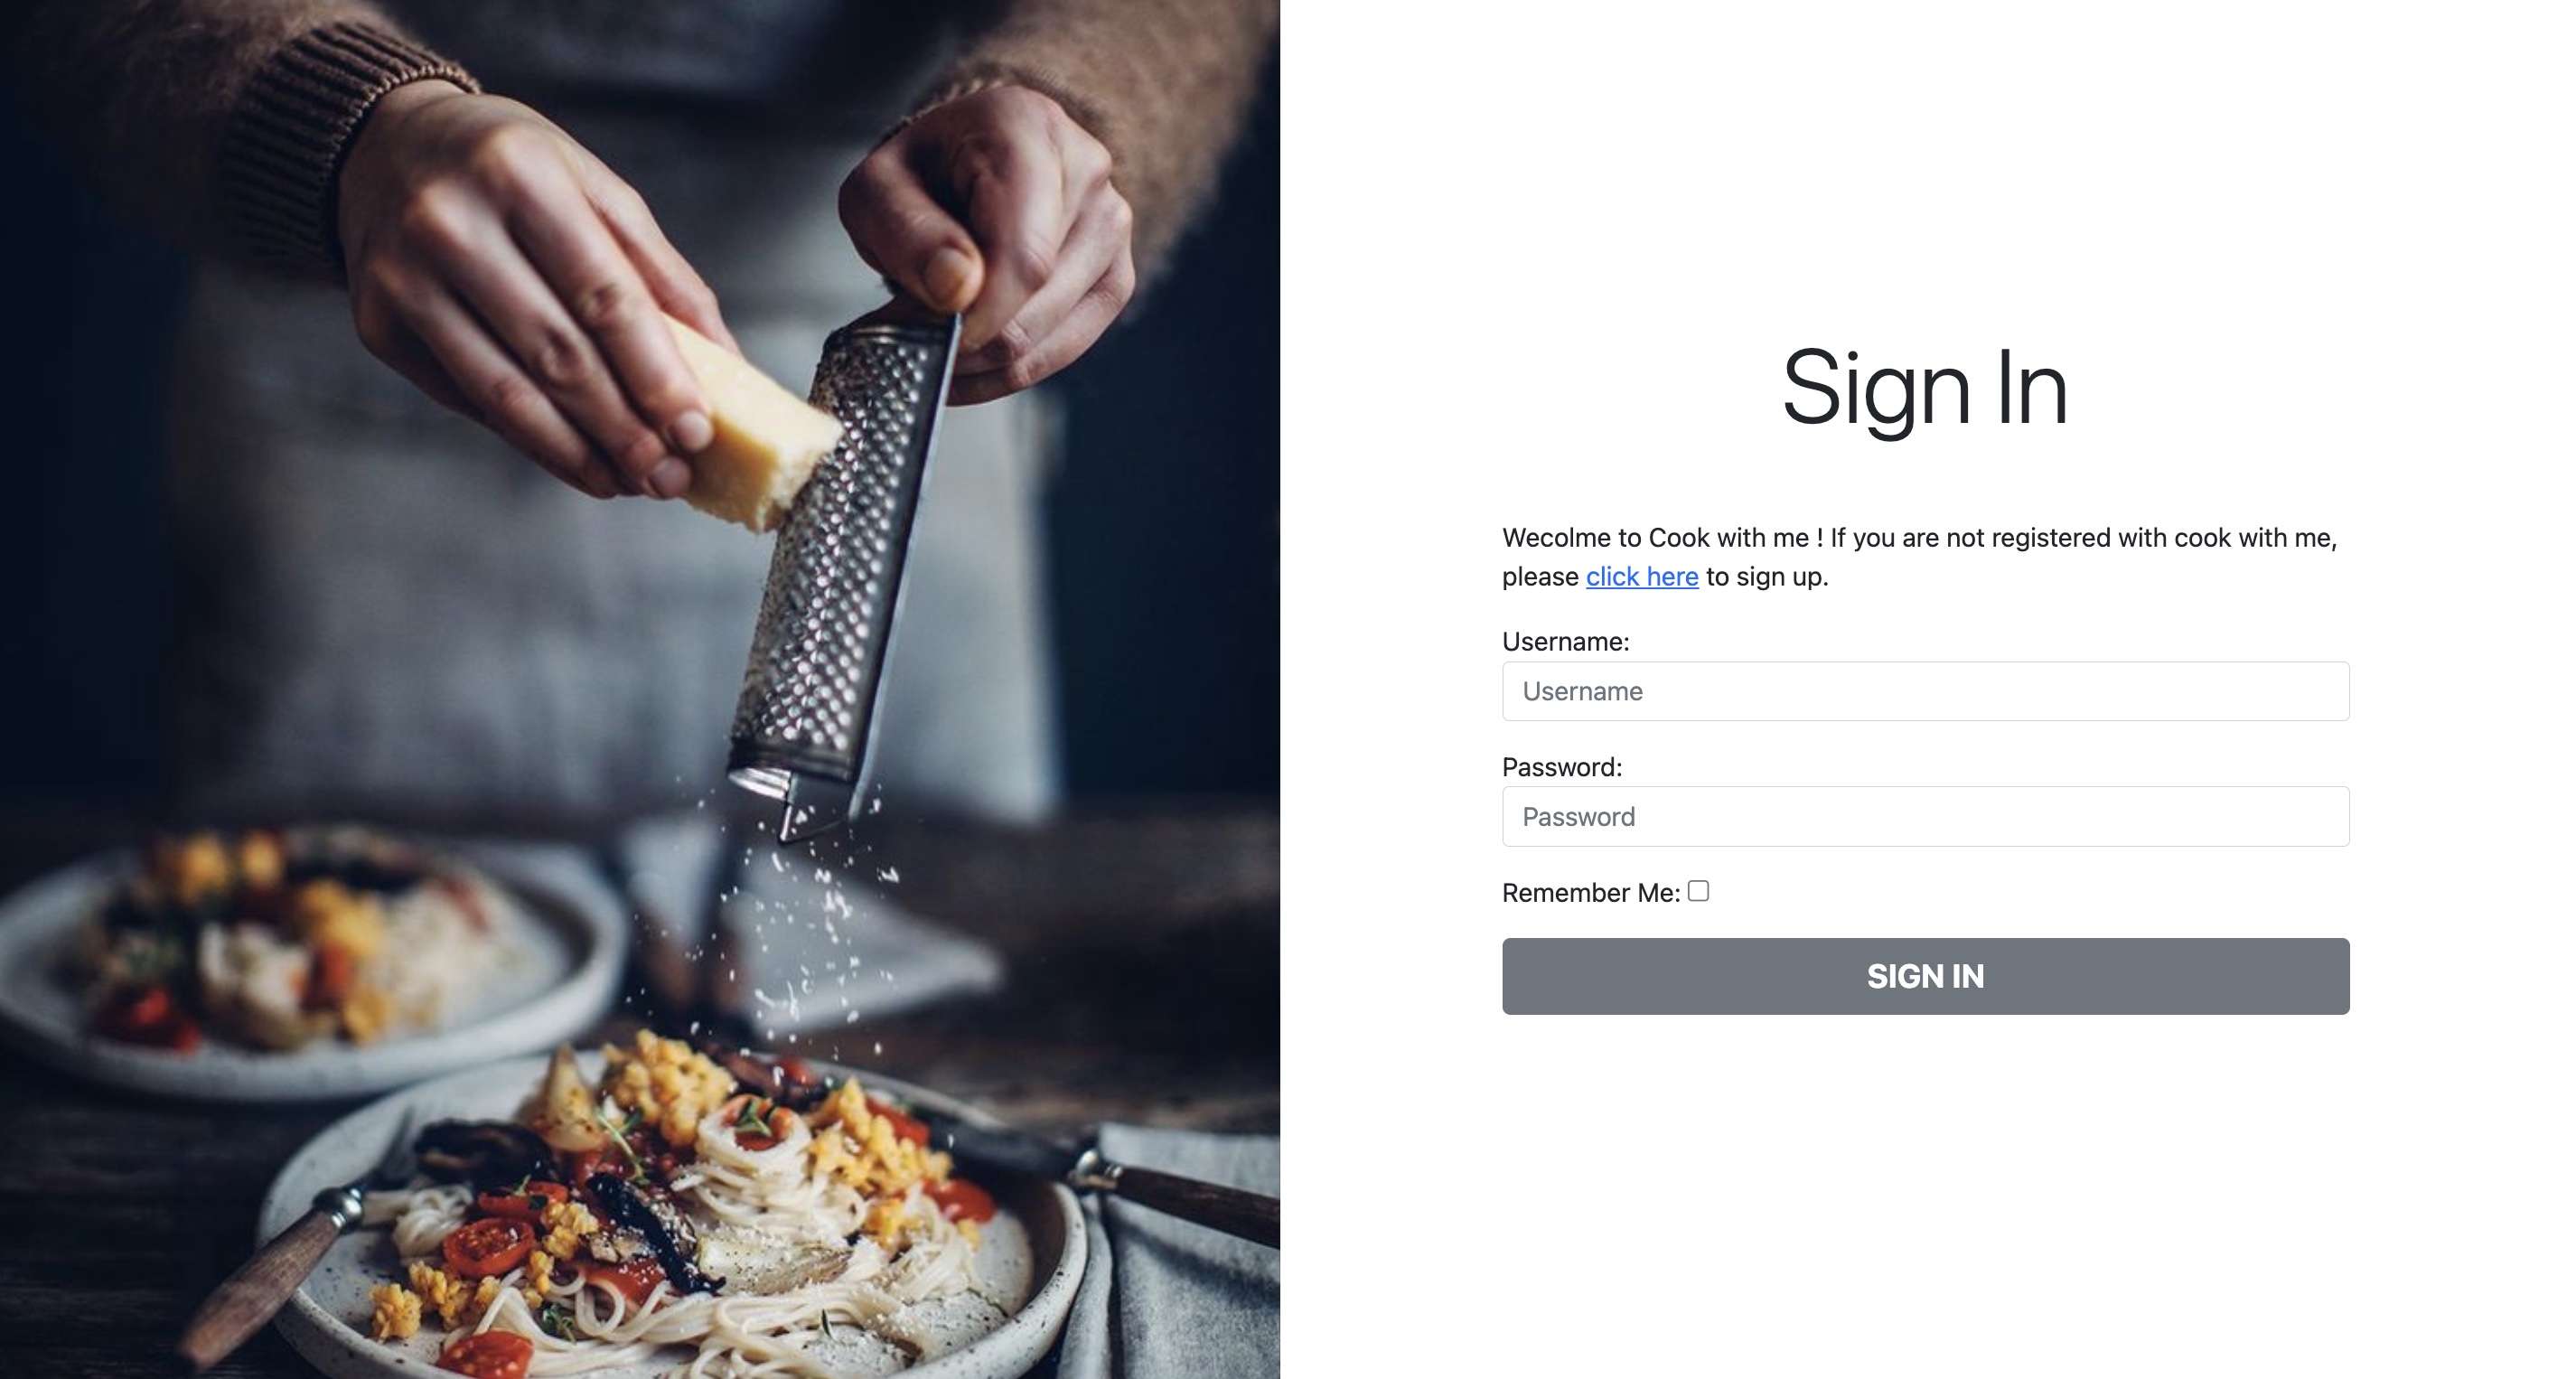 Sign In
Wecolme to Cook with me ! If you are not registered with cook with me,
please click here to sign up.
Username:
Username
Password:
Password
Remember Me:
SIGN IN